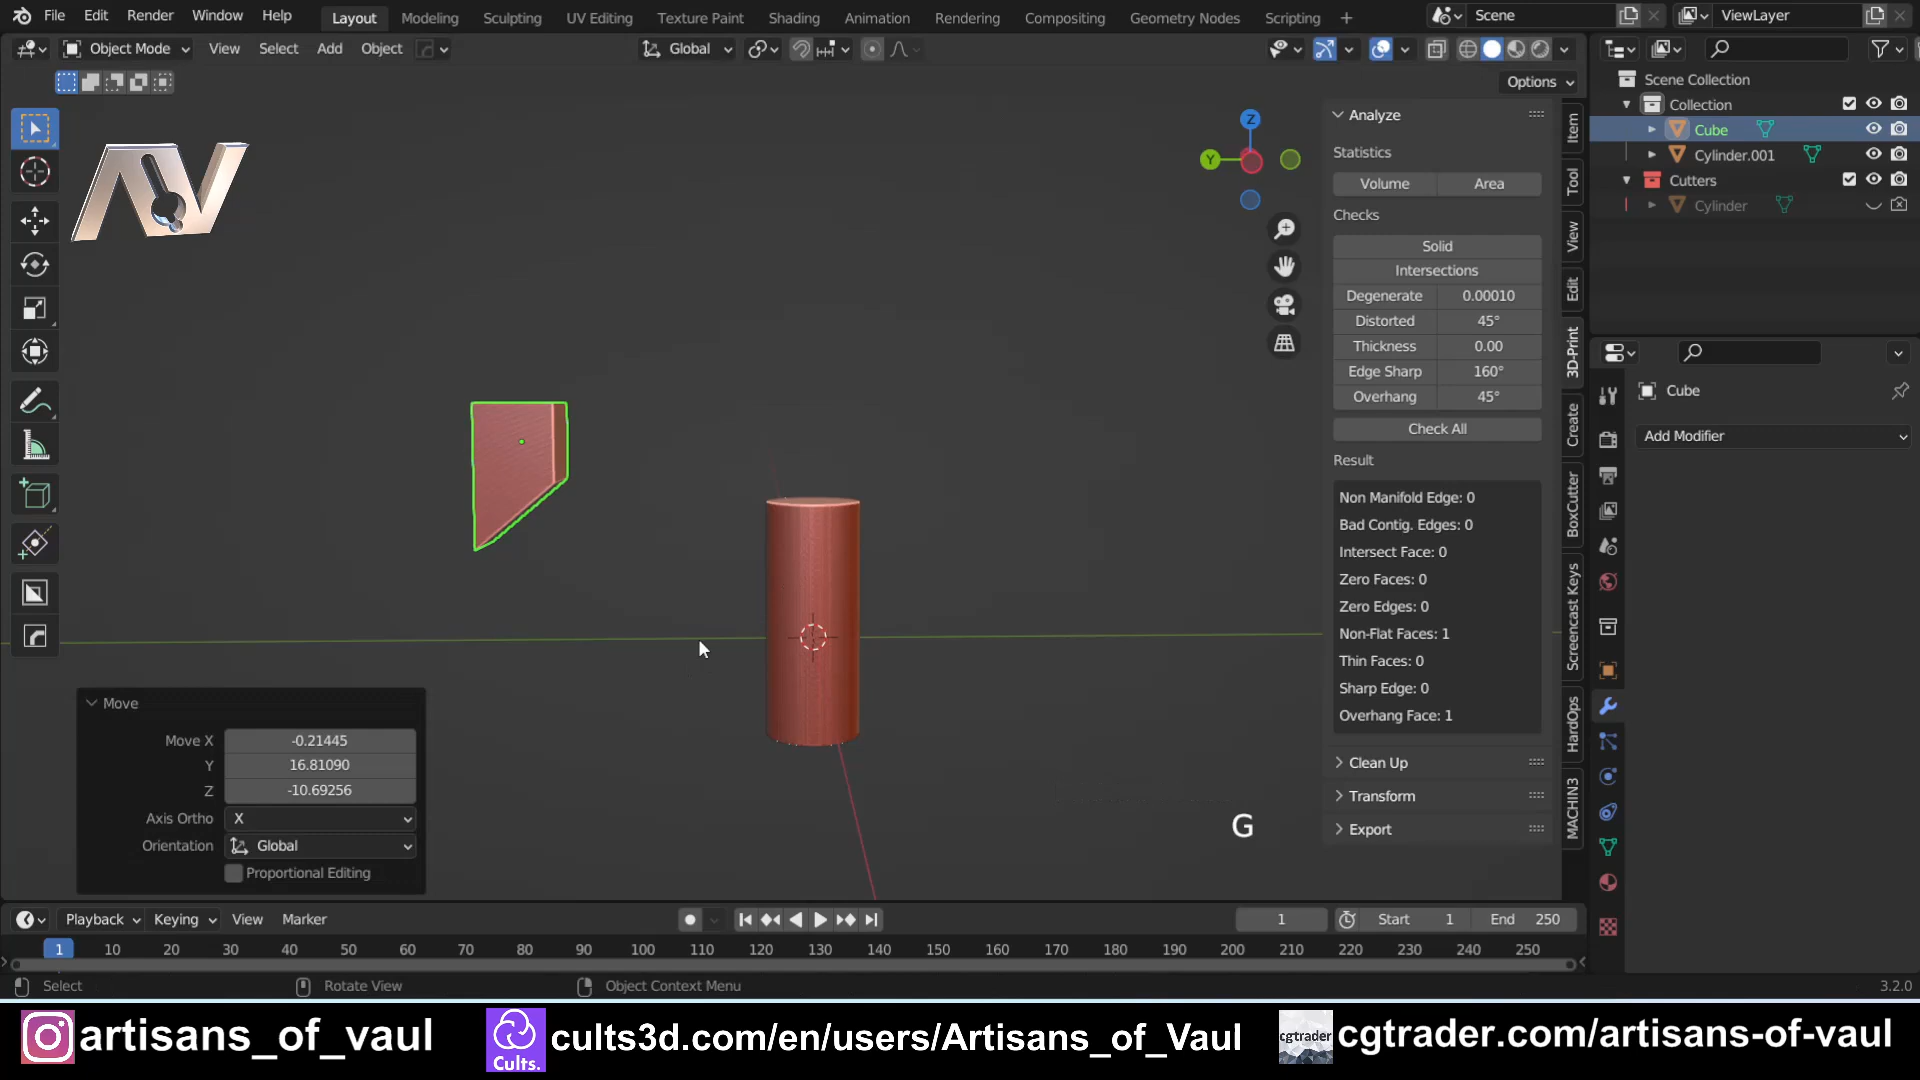 File Edit Render Window Help
Layout Modeling Sculpting UV Editing Texture Paint Shading Animation Rendering Compositing Geometry Nodes Scripting +
Scene
ViewLayer
Object Mode View Select Add Object
Global
Options
Z
Y
Analyze
Statistics
Volume Area
Checks
Solid
Intersections
Degenerate 0.00010
Distorted 45°
Thickness 0.00
Edge Sharp 160°
Overhang 45°
Check All
Result
Non Manifold Edge: 0
Bad Contig. Edges: 0
Intersect Face: 0
Zero Faces: 0
Zero Edges: 0
Non-Flat Faces: 1
Thin Faces: 0
Sharp Edge: 0
Overhang Face: 1
Clean Up
Transform
Export
Item
Tool
View
Edit
3D-Print
Create
BoxCutter
Screencast Keys
HardOps
MACHIN3
Scene Collection
Collection
Cube
Cylinder.001
Cutters
Cylinder
Cube
Add Modifier
AV
Move
Move X -0.21445
Y 16.81090
Z -10.69256
Axis Ortho X
Orientation Global
Proportional Editing
G
Playback Keying View Marker
1
Start 1
End 250
1 10 20 30 40 50 60 70 80 90 100 110 120 130 140 150 160 170 180 190 200 210 220 230 240 250
Select
Rotate View
Object Context Menu
3.2.0
artisans_of_vaul
Cults.
cults3d.com/en/users/Artisans_of_Vaul
cgtrader
cgtrader.com/artisans-of-vaul